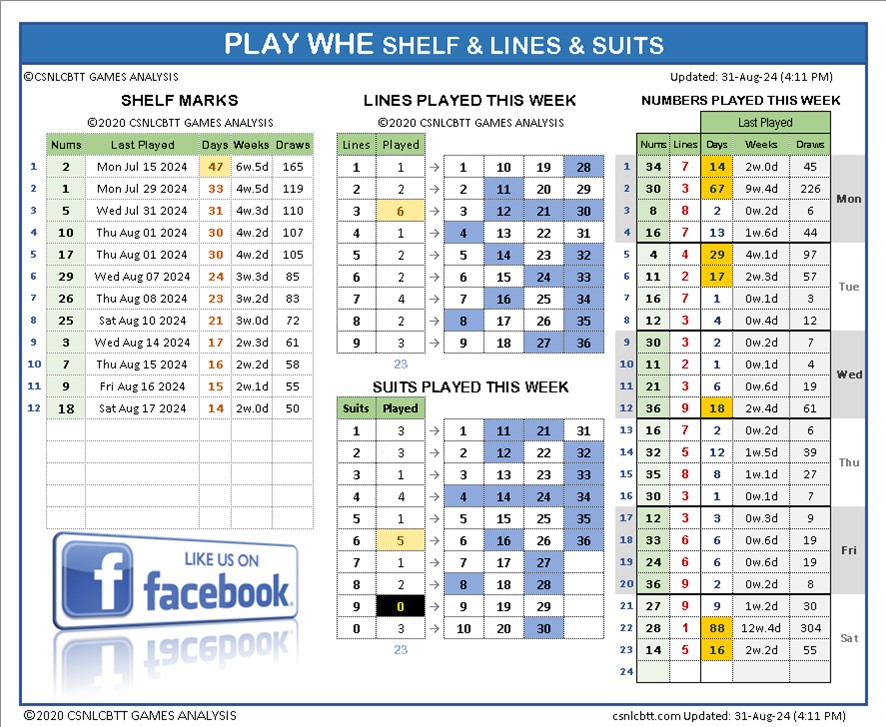 PLAY WHE SHELF & LINES & SUITS
©CSNLCBTT GAMES ANALYSIS
Updated: 31-Aug-24 (4:11 PM)
SHELF MARKS
©2020 CSNLCBTT GAMES ANALYSIS
Nums Last Played Days Weeks Draws
1 2 Mon Jul 15 2024 47 6w.5d 165
2 1 Mon Jul 29 2024 33 4w.5d 119
3 5 Wed Jul 31 2024 31 4w.3d 110
4 10 Thu Aug 01 2024 30 4w.2d 107
5 17 Thu Aug 01 2024 30 4w.2d 105
6 29 Wed Aug 07 2024 24 3w.3d 85
7 26 Thu Aug 08 2024 23 3w.2d 83
8 25 Sat Aug 10 2024 21 3w.0d 72
9 3 Wed Aug 14 2024 17 2w.3d 61
10 7 Thu Aug 15 2024 16 2w.2d 58
11 9 Fri Aug 16 2024 15 2w.1d 55
12 18 Sat Aug 17 2024 14 2w.0d 50
LIKE US ON
facebook.
LINES PLAYED THIS WEEK
©2020 CSNLCBTT GAMES ANALYSIS
Lines Played
1 1 → 1 10 19 28
2 2 → 2 11 20 29
3 6 → 3 12 21 30
4 1 → 4 13 22 31
5 2 → 5 14 23 32
6 2 → 6 15 24 33
7 4 → 7 16 25 34
8 2 → 8 17 26 35
9 3 → 9 18 27 36
23
SUITS PLAYED THIS WEEK
Suits Played
1 3 → 1 11 21 31
2 3 → 2 12 22 32
3 1 → 3 13 23 33
4 4 → 4 14 24 34
5 1 → 5 15 25 35
6 5 → 6 16 26 36
7 1 → 7 17 27
8 2 → 8 18 28
9 0 → 9 19 29
0 3 → 10 20 30
23
NUMBERS PLAYED THIS WEEK
Last Played
Nums Lines Days Weeks Draws
1 34 7 14 2w.0d 45
2 30 3 67 9w.4d 226
Mon
3 8 8 2 0w.2d 6
4 16 7 13 1w.6d 44
5 4 4 29 4w.1d 97
6 11 2 17 2w.3d 57
Tue
7 16 7 1 0w.1d 3
8 12 3 4 0w.4d 12
9 30 3 2 0w.2d 7
10 11 2 1 0w.1d 4
Wed
11 21 3 6 0w.6d 19
12 36 9 18 2w.4d 61
13 16 7 2 0w.2d 6
14 32 5 12 1w.5d 39
Thu
15 35 8 8 1w.1d 27
16 30 3 1 0w.1d 7
17 12 3 3 0w.3d 9
18 33 6 6 0w.6d 19
Fri
19 24 6 6 0w.6d 19
20 36 9 2 0w.2d 8
21 27 9 9 1w.2d 30
22 28 1 88 12w.4d 304
Sat
23 14 5 16 2w.2d 55
24
©2020 CSNLCBTT GAMES ANALYSIS
csnlcbtt.com Updated: 31-Aug-24 (4:11 PM)